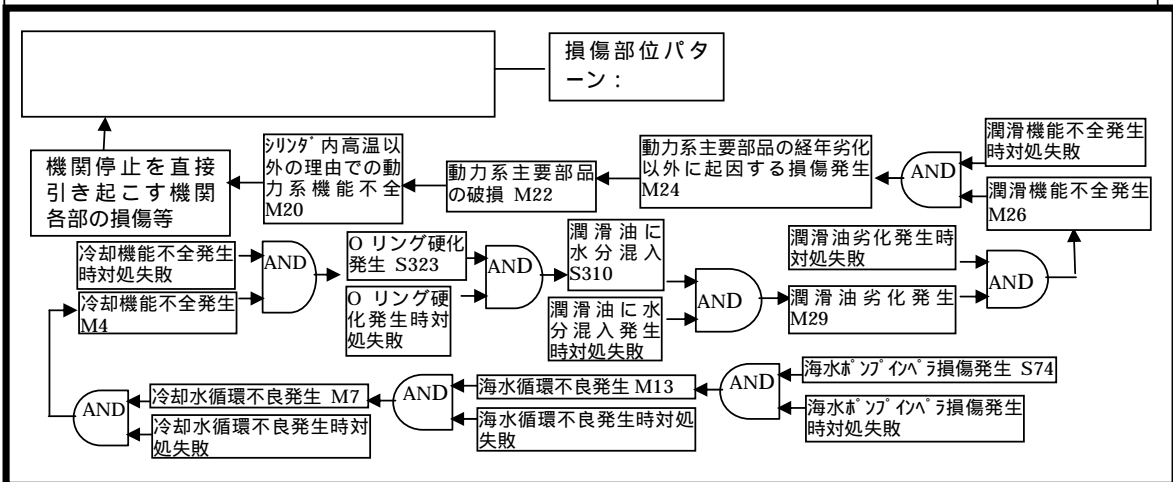 損傷部位パタ
ーン：
機関停止を直接
引き起こす機関
各部の損傷等
ｼﾘﾝﾀﾞ内高温以
外の理由での動
力系機能不全
M20
動力系主要部品
の破損 M22
動力系主要部品の経年劣化
以外に起因する損傷発生
M24
AND
潤滑機能不全発生
時対処失敗
潤滑機能不全発生
M26
冷却機能不全発生
時対処失敗
冷却機能不全発生
M4
AND
O リング硬化
発生 S323
O リング硬
化発生時対
処失敗
AND
潤滑油に
水分混入
S310
潤滑油に水
分混入発生
時対処失敗
AND
潤滑油劣化発生時
対処失敗
潤滑油劣化発生
M29
AND
AND
冷却水循環不良発生 M7
冷却水循環不良発生時対
処失敗
AND
海水循環不良発生 M13
海水循環不良発生時対処
失敗
AND
海水ﾎﾟﾝﾌﾟｲﾝﾍﾟﾗ損傷発生 S74
海水ﾎﾟﾝﾌﾟｲﾝﾍﾟﾗ損傷発生
時対処失敗